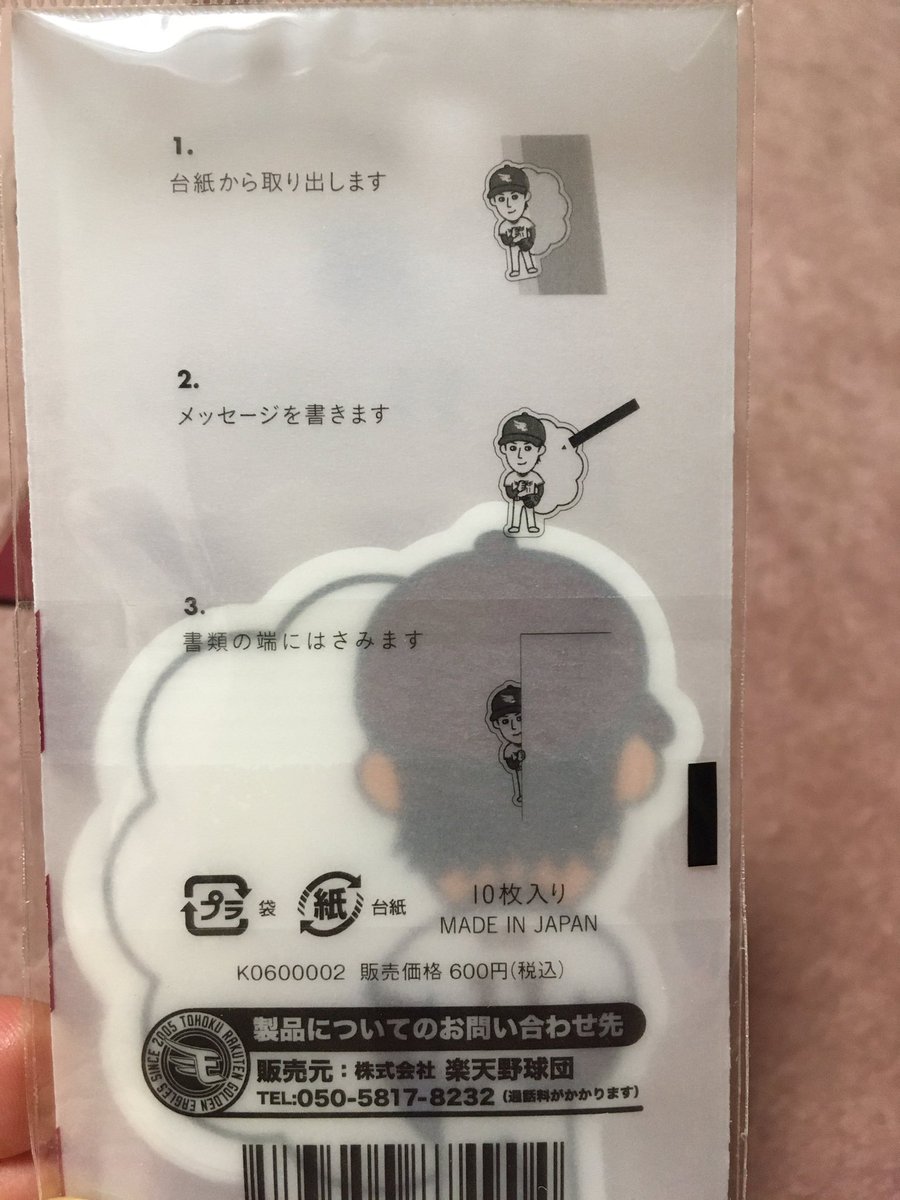 1.
台紙から取り出します
2.
メッセージを書きます
3.
書類の端にはさみます
プラ 袋 紙 台紙
10枚入り
MADE IN JAPAN
K0600002 販売価格 600円(税込)
製品についてのお問い合わせ先
SINCE 2005 TOHOKU RAKUTEN GOLDEN EAGLES
E
販売元：株式会社 楽天野球団
TEL:050-5817-8232（通話料がかかります）